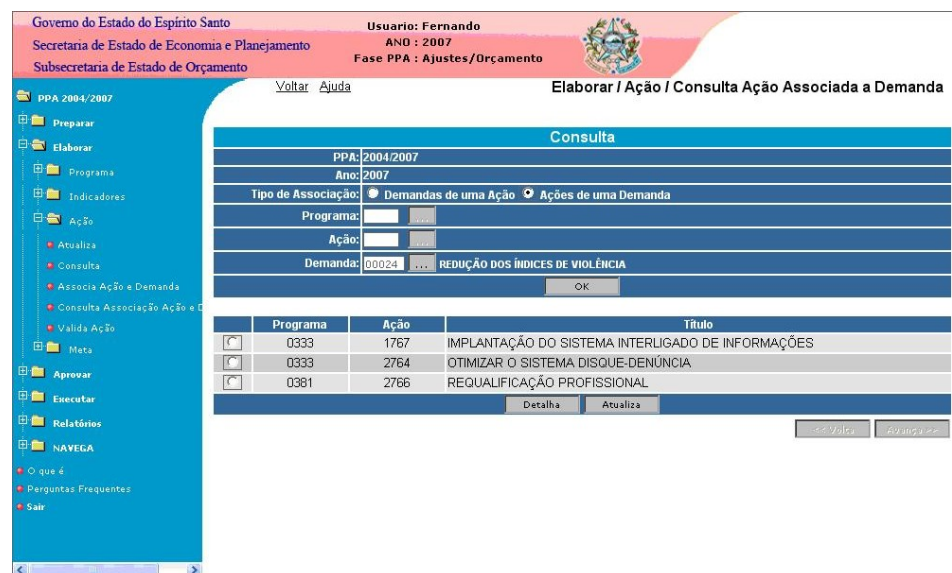 Governo do Estado do Espírito Santo
Secretaria de Estado de Economia e Planejamento
Subsecretaria de Estado de Orçamento
Usuario: Fernando
ANO : 2007
Fase PPA : Ajustes/Orçamento
Voltar Ajuda
Elaborar / Ação / Consulta Ação Associada a Demanda
PPA 2004/2007
Preparar
Elaborar
Programa
Indicadores
Ação
Atualiza
Consulta
Associa Ação e Demanda
Consulta Associação Ação e D
Valida Ação
Meta
Aprovar
Executar
Relatórios
NAVEGA
O que é
Perguntas Frequentes
Sair
Consulta
PPA: 2004/2007
Ano: 2007
Tipo de Associação: Demandas de uma Ação Ações de uma Demanda
Programa: ...
Ação: ...
Demanda: 00024 ... REDUÇÃO DOS ÍNDICES DE VIOLÊNCIA
OK
Programa Ação Título
0333 1767 IMPLANTAÇÃO DO SISTEMA INTERLIGADO DE INFORMAÇÕES
0333 2764 OTIMIZAR O SISTEMA DISQUE-DENÚNCIA
0381 2766 REQUALIFICAÇÃO PROFISSIONAL
Detalha Atualiza
<< Volta Avança >>